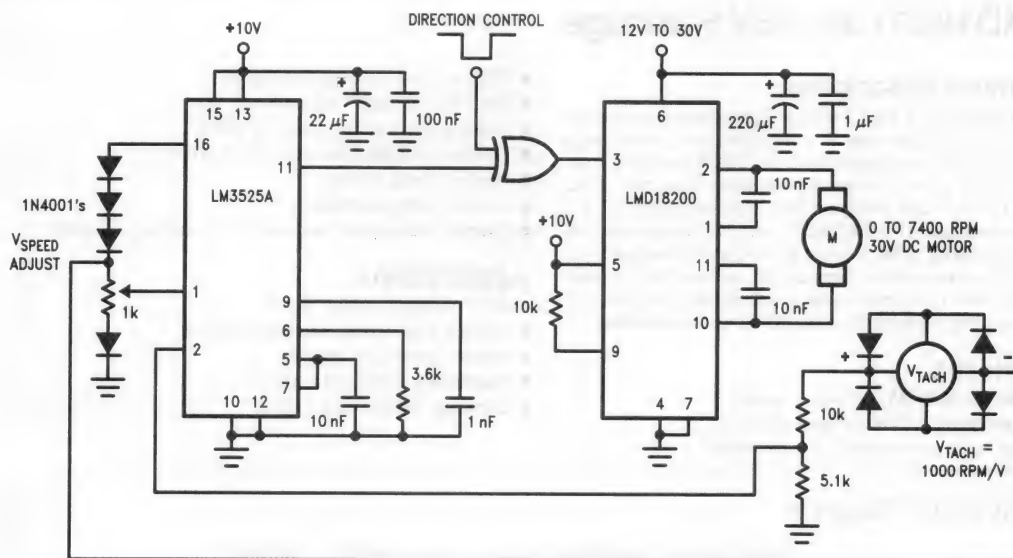 DIRECTION CONTROL
+10V
12V TO 30V
15 13
22 µF
+
100 nF
6
220 µF
+
1 µF
16
11
3
2
10 nF
LM3525A
LMD18200
1N4001's
V SPEED
ADJUST
+10V
1
M
0 TO 7400 RPM
30V DC MOTOR
1
5
11
1k
9
10k
10 nF
6
10
2
5
9
3.6k
+
V TACH
-
7
10 12
10 nF
1 nF
4 7
10k
V TACH =
1000 RPM/V
5.1k